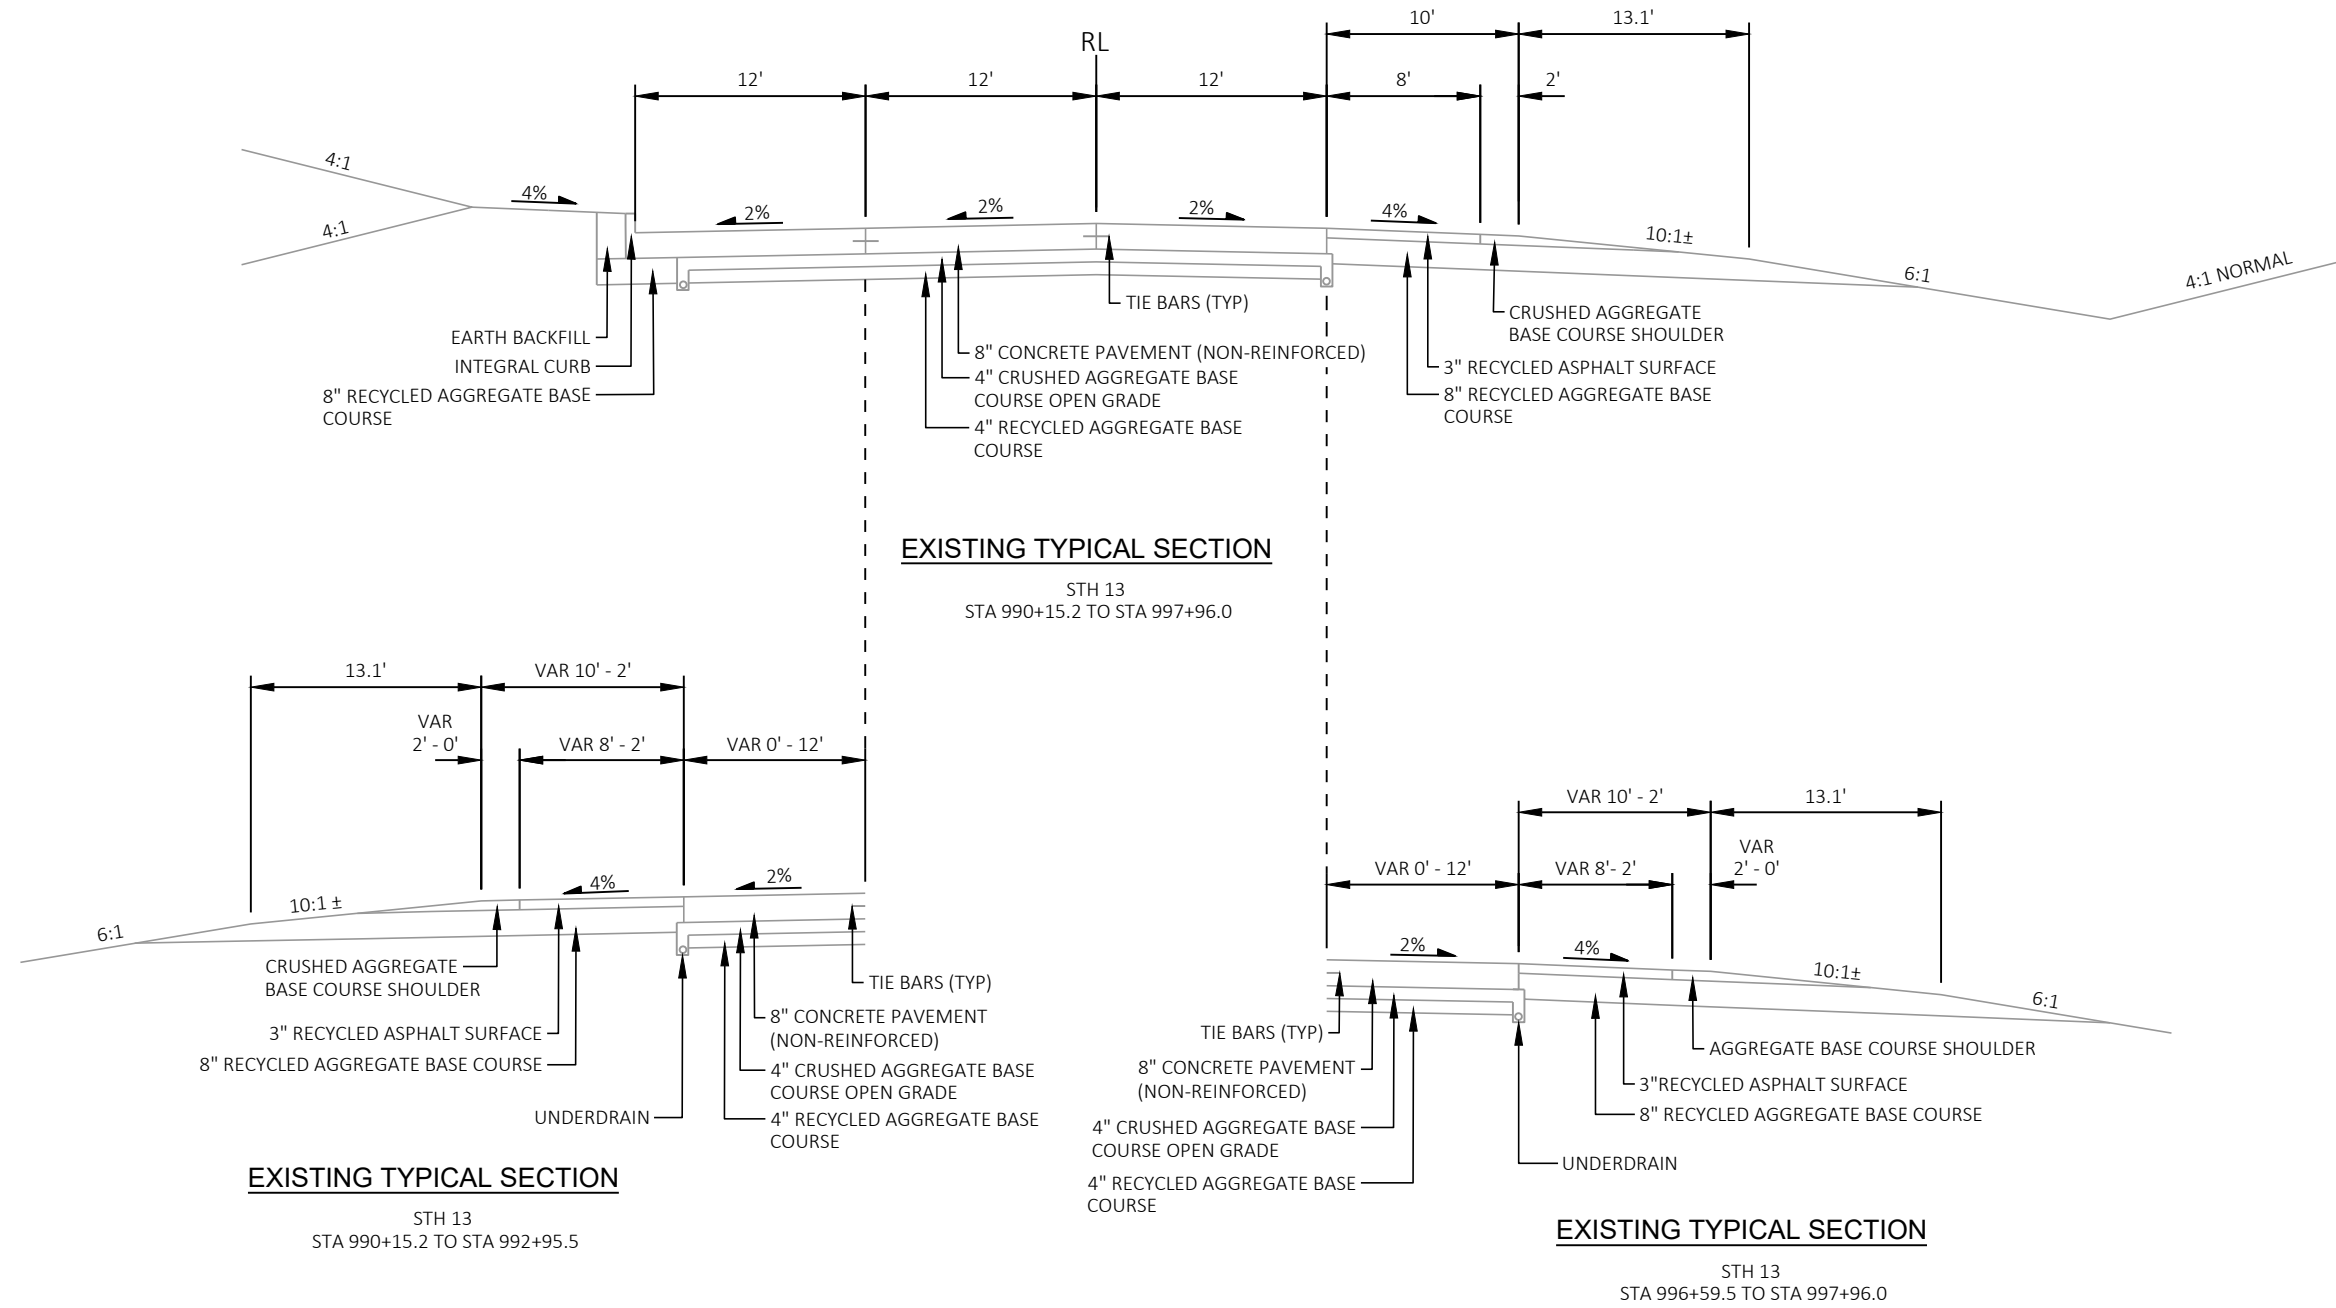 10'
13.1'
RL
12'
12'
12'
8'
2'
4:1
4%
4:1
2%
2%
2%
4%
10:1±
6:1
4:1 NORMAL
TIE BARS (TYP)
CRUSHED AGGREGATE
BASE COURSE SHOULDER
EARTH BACKFILL
INTEGRAL CURB
8" RECYCLED AGGREGATE BASE
COURSE
8" CONCRETE PAVEMENT (NON-REINFORCED)
4" CRUSHED AGGREGATE BASE
COURSE OPEN GRADE
4" RECYCLED AGGREGATE BASE
COURSE
3" RECYCLED ASPHALT SURFACE
8" RECYCLED AGGREGATE BASE
COURSE
EXISTING TYPICAL SECTION
STH 13
STA 990+15.2 TO STA 997+96.0
13.1'
VAR 10' - 2'
VAR
2' - 0'
VAR 8' - 2'
VAR 0' - 12'
6:1
10:1 ±
4%
2%
CRUSHED AGGREGATE
BASE COURSE SHOULDER
3" RECYCLED ASPHALT SURFACE
8" RECYCLED AGGREGATE BASE COURSE
UNDERDRAIN
TIE BARS (TYP)
8" CONCRETE PAVEMENT
(NON-REINFORCED)
4" CRUSHED AGGREGATE BASE
COURSE OPEN GRADE
4" RECYCLED AGGREGATE BASE
COURSE
EXISTING TYPICAL SECTION
STH 13
STA 990+15.2 TO STA 992+95.5
VAR 10' - 2'
13.1'
VAR 0' - 12'
VAR 8'- 2'
VAR
2' - 0'
2%
4%
10:1±
6:1
TIE BARS (TYP)
8" CONCRETE PAVEMENT
(NON-REINFORCED)
4" CRUSHED AGGREGATE BASE
COURSE OPEN GRADE
4" RECYCLED AGGREGATE BASE
COURSE
AGGREGATE BASE COURSE SHOULDER
3"RECYCLED ASPHALT SURFACE
8" RECYCLED AGGREGATE BASE COURSE
UNDERDRAIN
EXISTING TYPICAL SECTION
STH 13
STA 996+59.5 TO STA 997+96.0